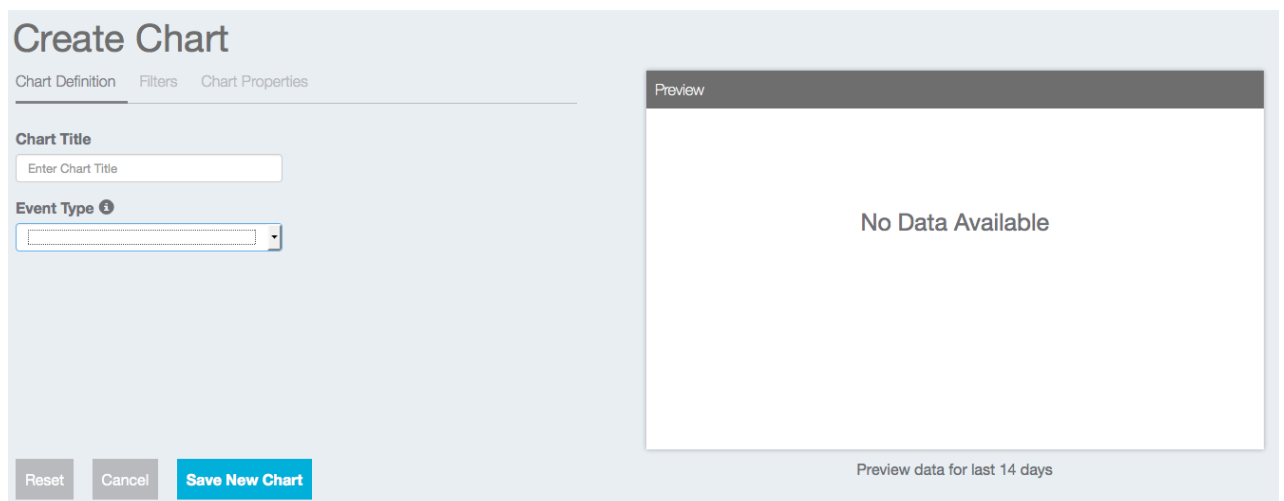 Create Chart
Chart Definition Filters Chart Properties
Chart Title
Enter Chart Title
Event Type
Reset Cancel Save New Chart
Preview
No Data Available
Preview data for last 14 days